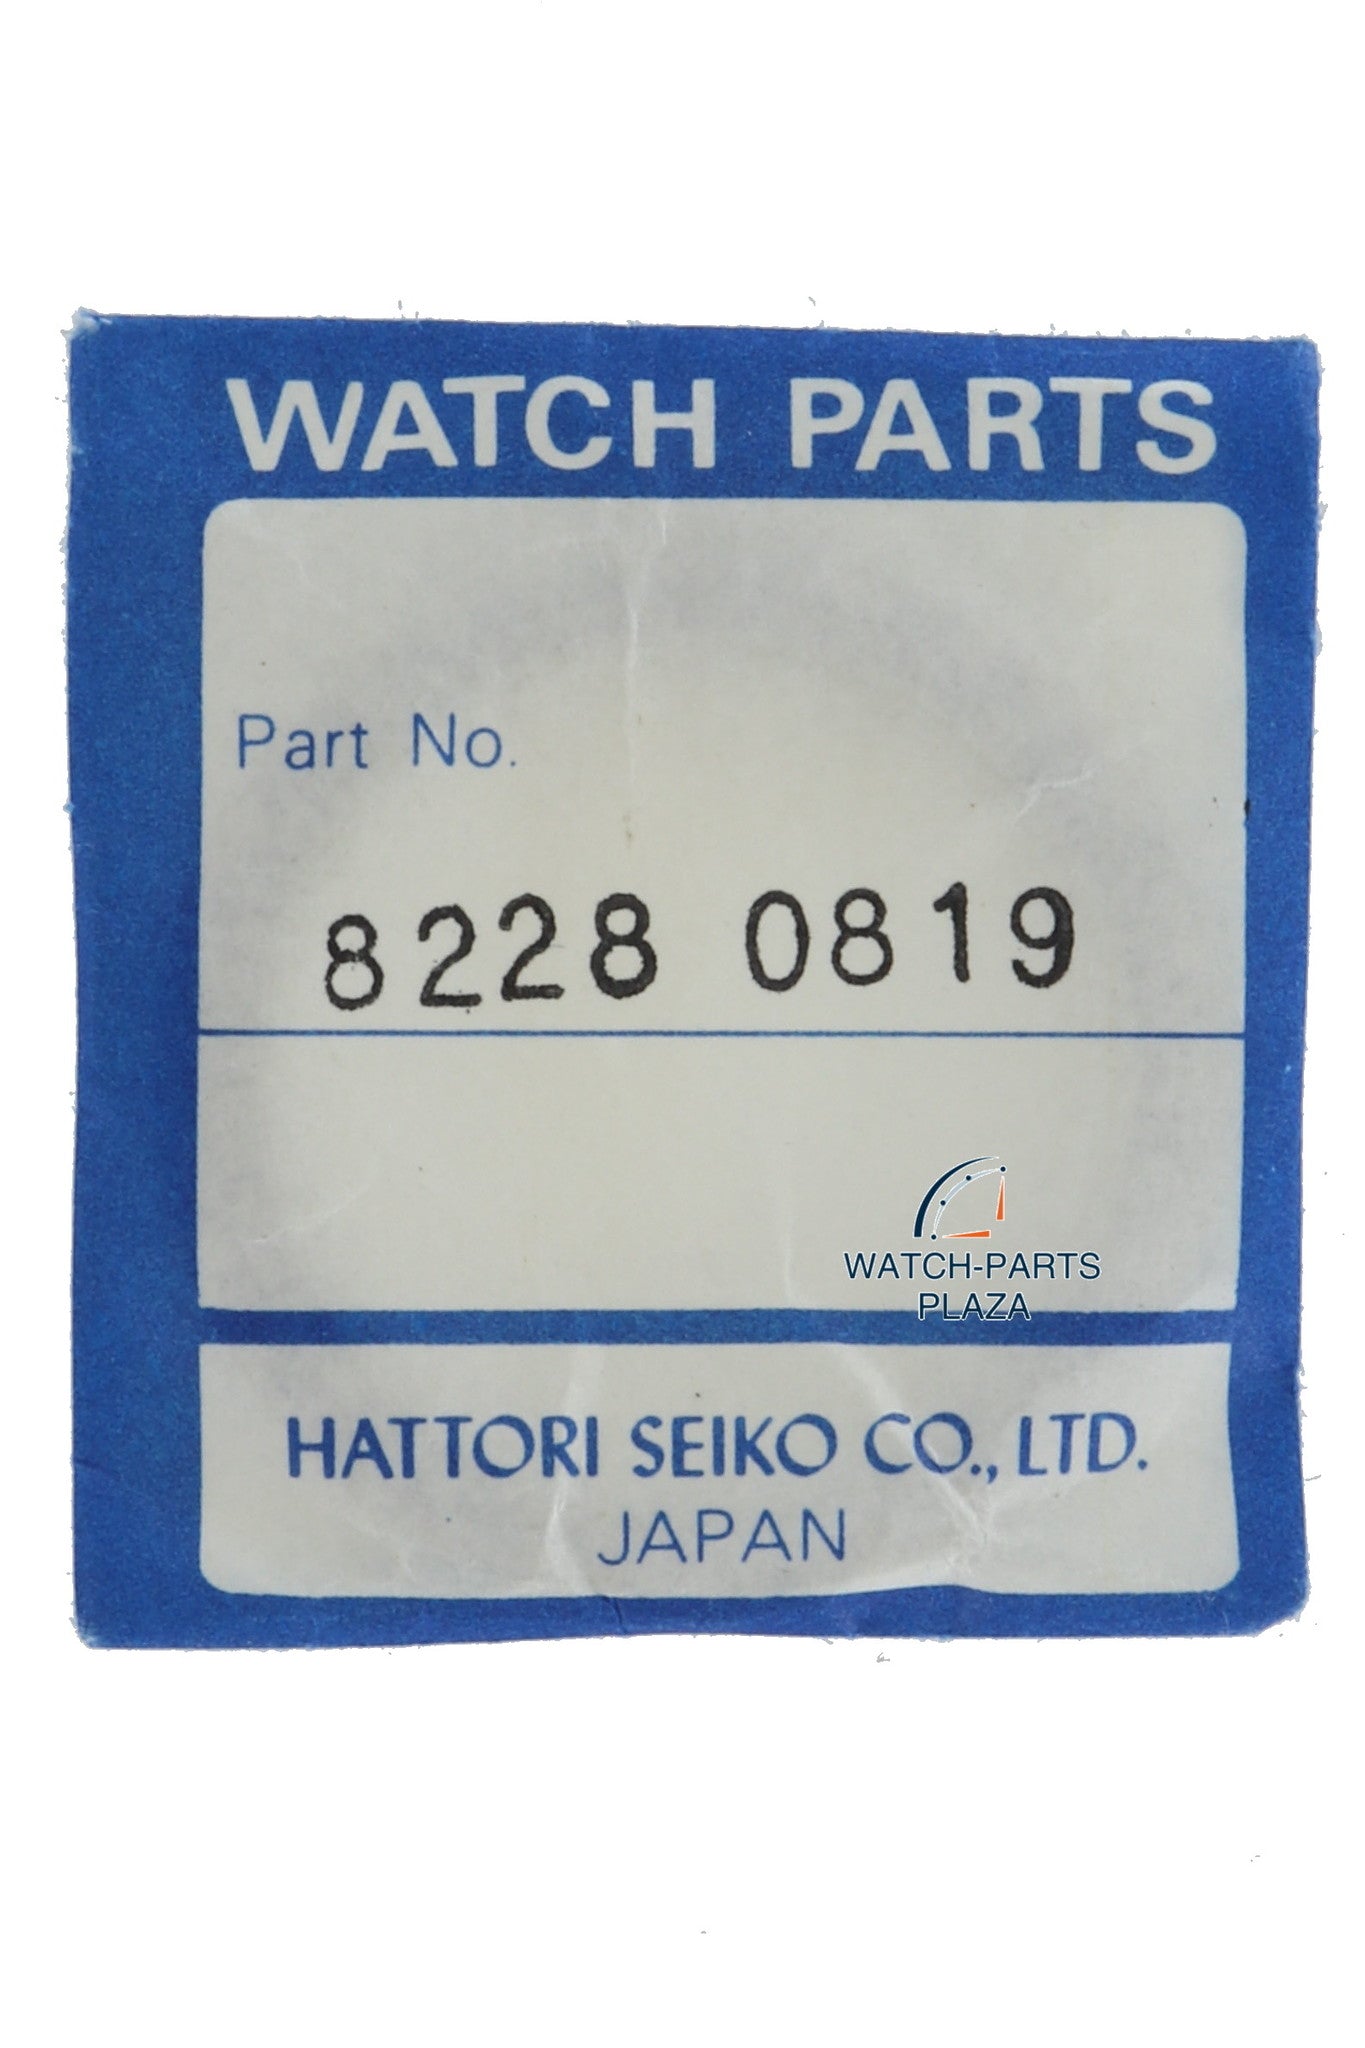 WATCH PARTS
Part No.
8228 0819
WATCH-PARTS
PLAZA
HATTORI SEIKO CO., LTD.
JAPAN